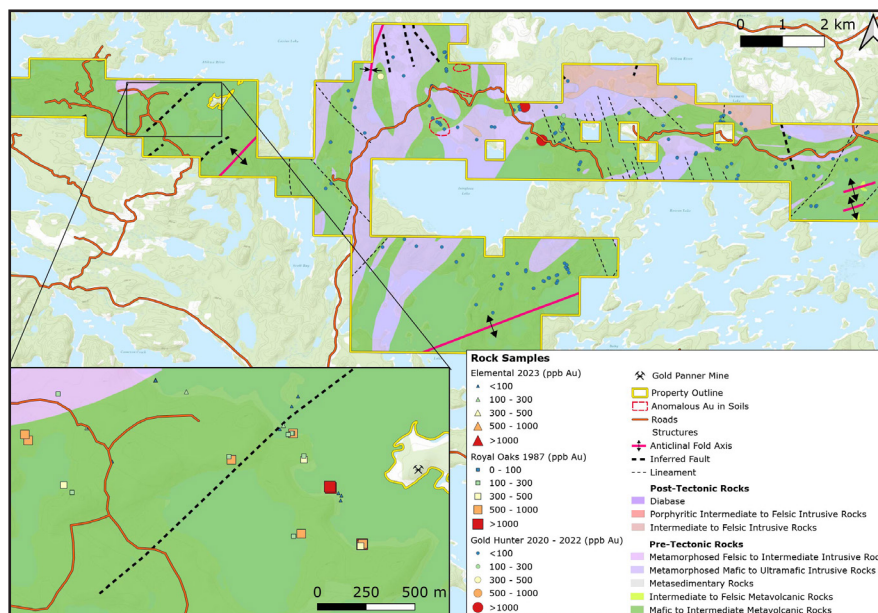 0 1 2 km
Rock Samples
Elemental 2023 (ppb Au)
<100
100 - 300
300 - 500
500 - 1000
>1000
Royal Oaks 1987 (ppb Au)
0 - 100
100 - 300
300 - 500
500 - 1000
>1000
Gold Hunter 2020 - 2022 (ppb Au)
<100
100 - 300
300 - 500
500 - 1000
>1000
Gold Panner Mine
Property Outline
Anomalous Au in Soils
Roads
Structures
Anticlinal Fold Axis
Inferred Fault
Lineament
Post-Tectonic Rocks
Diabase
Porphyritic Intermediate to Felsic Intrusive Rocks
Intermediate to Felsic Intrusive Rocks
Pre-Tectonic Rocks
Metamorphosed Felsic to Intermediate Intrusive Ro
Metamorphosed Mafic to Ultramafic Intrusive Rock
Metasedimentary Rocks
Intermediate to Felsic Metavolcanic Rocks
Mafic to Intermediate Metavolcanic Rocks
0 250 500 m